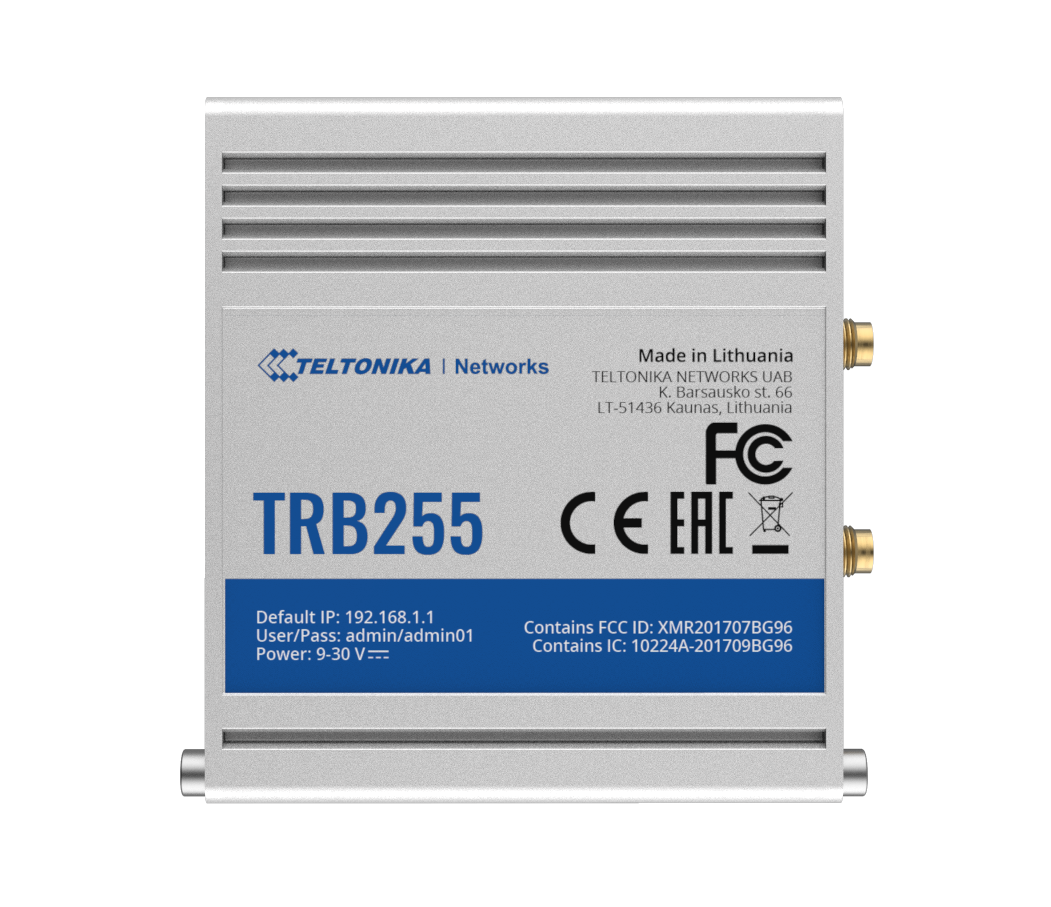 TELTONIKA | Networks
Made in Lithuania
TELTONIKA NETWORKS UAB
K. Barsausko st. 66
LT-51436 Kaunas, Lithuania
FC
TRB255
CE EAC
Default IP: 192.168.1.1
User/Pass: admin/admin01
Power: 9-30 V⎓
Contains FCC ID: XMR201707BG96
Contains IC: 10224A-201709BG96